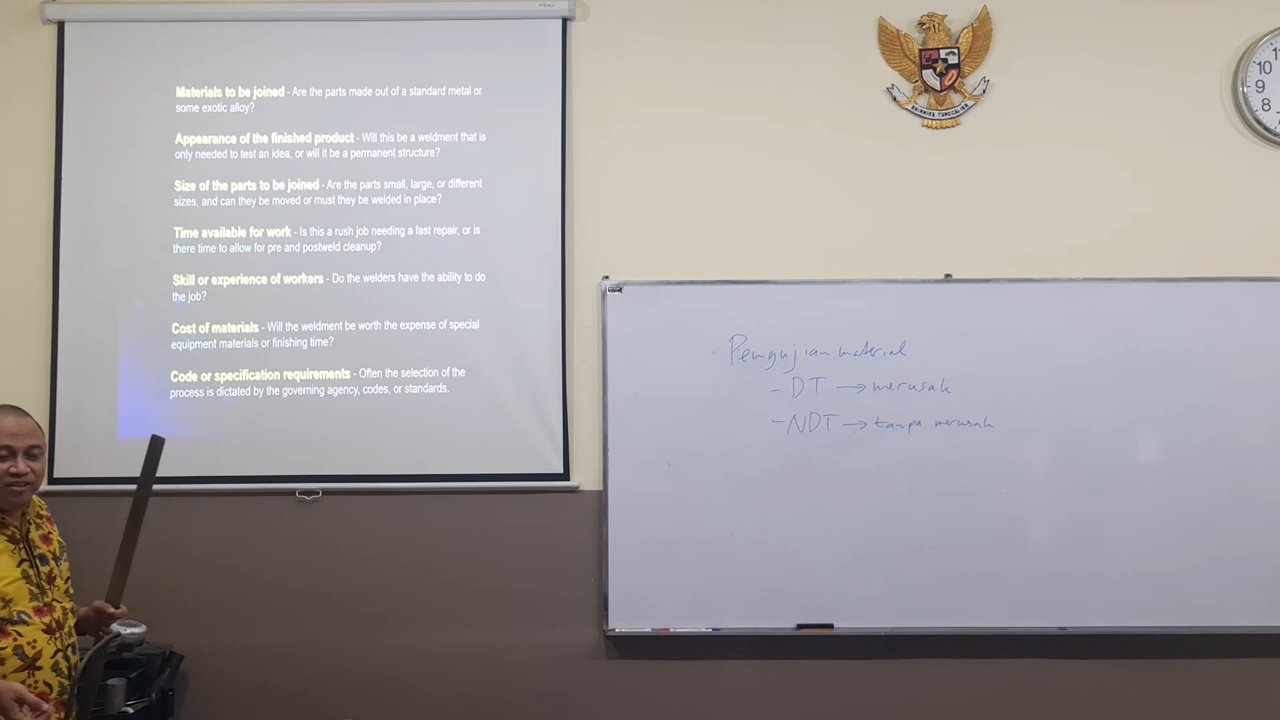 Materials to be joined - Are the parts made out of a standard metal or
some exotic alloy?
Appearance of the finished product - Will this be a weldment that is
only needed to test an idea, or will it be a permanent structure?
Size of the parts to be joined - Are the parts small, large, or different
sizes, and can they be moved or must they be welded in place?
Time available for work - Is this a rush job needing a fast repair, or is
there time to allow for pre and postweld cleanup?
Skill or experience of workers - Do the welders have the ability to do
the job?
Cost of materials - Will the weldment be worth the expense of special
equipment materials or finishing time?
Code or specification requirements - Often the selection of the
process is dictated by the governing agency, codes, or standards.
BHINNEKA TUNGGAL IKA
11
10
9
8
Pengujian material
- DT → merusak
- NDT → tanpa merusak